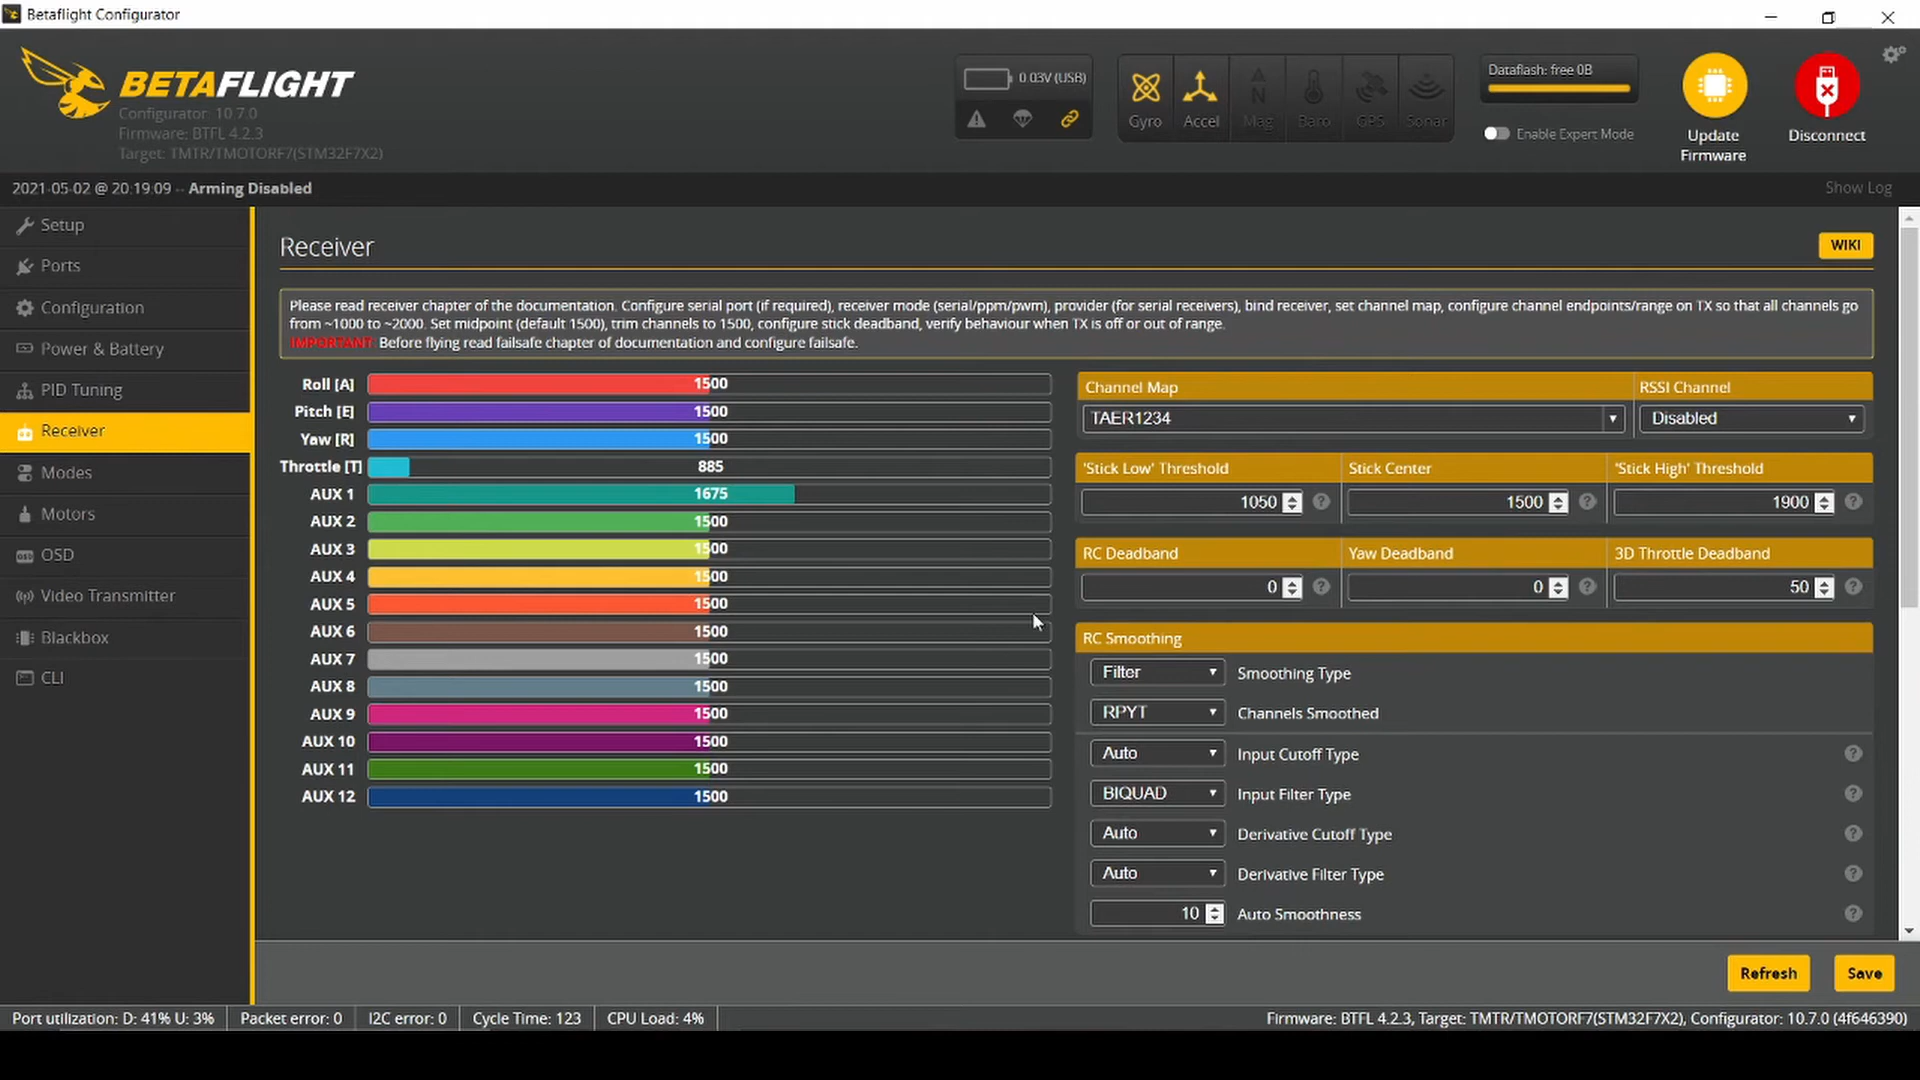 Betaflight Configurator
BETAFLIGHT
Configurator: 10.7.0
Firmware: BTFL 4.2.3
Target: TMTR/TMOTORF7(STM32F7X2)
0.03V (USB)
Gyro
Accel
Mag
Baro
GPS
Sonar
Dataflash: free 0B
Enable Expert Mode
Update
Firmware
Disconnect
2021-05-02 @ 20:19:09 -- Arming Disabled
Show Log
Setup
Ports
Configuration
Power & Battery
PID Tuning
Receiver
Modes
Motors
OSD
Video Transmitter
Blackbox
CLI
Receiver
WIKI
Please read receiver chapter of the documentation. Configure serial port (if required), receiver mode (serial/ppm/pwm), provider (for serial receivers), bind receiver, set channel map, configure channel endpoints/range on TX so that all channels go
from ~1000 to ~2000. Set midpoint (default 1500), trim channels to 1500, configure stick deadband, verify behaviour when TX is off or out of range.
IMPORTANT: Before flying read failsafe chapter of documentation and configure failsafe.
Roll [A] 1500
Pitch [E] 1500
Yaw [R] 1500
Throttle [T] 885
AUX 1 1675
AUX 2 1500
AUX 3 1500
AUX 4 1500
AUX 5 1500
AUX 6 1500
AUX 7 1500
AUX 8 1500
AUX 9 1500
AUX 10 1500
AUX 11 1500
AUX 12 1500
Channel Map RSSI Channel
TAER1234 Disabled
'Stick Low' Threshold Stick Center 'Stick High' Threshold
1050 1500 1900
RC Deadband Yaw Deadband 3D Throttle Deadband
0 0 50
RC Smoothing
Filter Smoothing Type
RPYT Channels Smoothed
Auto Input Cutoff Type
BIQUAD Input Filter Type
Auto Derivative Cutoff Type
Auto Derivative Filter Type
10 Auto Smoothness
Refresh Save
Port utilization: D: 41% U: 3% Packet error: 0 I2C error: 0 Cycle Time: 123 CPU Load: 4% Firmware: BTFL 4.2.3, Target: TMTR/TMOTORF7(STM32F7X2), Configurator: 10.7.0 (4f646390)